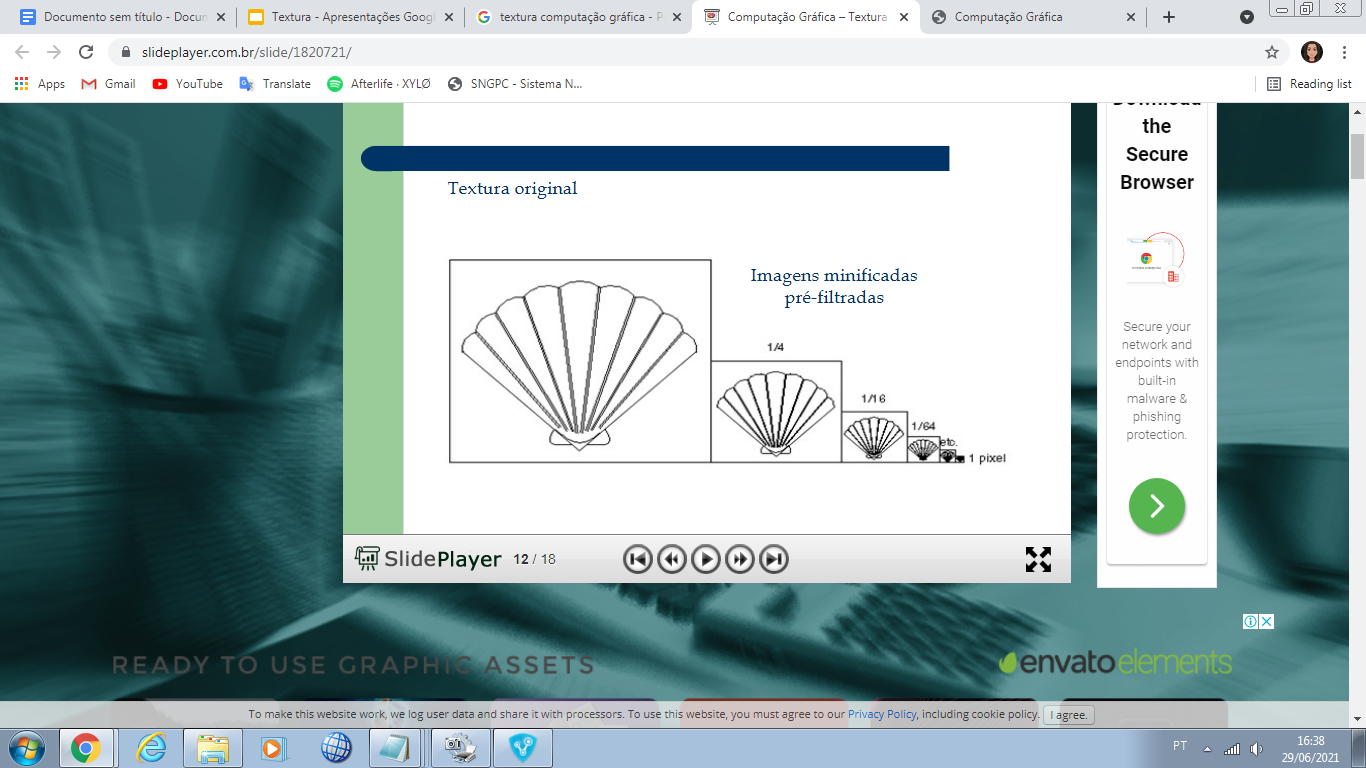 Documento sem título - Docum
Textura - Apresentações Goog
textura computação gráfica - P
Computação Gráfica – Textura
Computação Gráfica
slideplayer.com.br/slide/1820721/
Apps
Gmail
YouTube
Translate
Afterlife · XYLØ
SNGPC - Sistema N...
Reading list
Textura original
Imagens minificadas
pré-filtradas
1/4
1/16
1/64
etc.
1 pixel
SlidePlayer
12 / 18
Download
the
Secure
Browser
Secure your
network and
endpoints with
built-in
malware &
phishing
protection.
READY TO USE GRAPHIC ASSETS
envato elements
To make this website work, we log user data and share it with processors. To use this website, you must agree to our Privacy Policy, including cookie policy.
I agree.
PT
16:38
29/06/2021